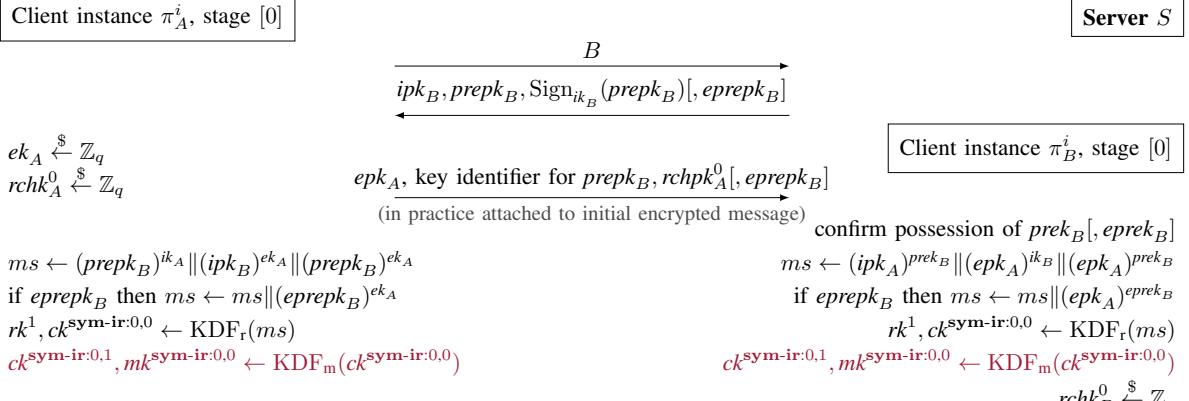 Client instance π_A^i, stage [0]
Server S
B
ipk_B, prepk_B, Sign_{ik_B}(prepk_B)[, eprepk_B]
Client instance π_B^i, stage [0]
ek_A ←$ ℤ_q
rchk_A^0 ←$ ℤ_q
epk_A, key identifier for prepk_B, rchpk_A^0[, eprepk_B]
(in practice attached to initial encrypted message)
confirm possession of prek_B[, eprek_B]
ms ← (prepk_B)^{ik_A}‖(ipk_B)^{ek_A}‖(prepk_B)^{ek_A}
ms ← (ipk_A)^{prek_B}‖(epk_A)^{ik_B}‖(epk_A)^{prek_B}
if eprepk_B then ms ← ms‖(eprepk_B)^{ek_A}
if eprepk_B then ms ← ms‖(epk_A)^{eprek_B}
rk^1, ck^{sym-ir:0,0} ← KDF_r(ms)
rk^1, ck^{sym-ir:0,0} ← KDF_r(ms)
ck^{sym-ir:0,1}, mk^{sym-ir:0,0} ← KDF_m(ck^{sym-ir:0,0})
ck^{sym-ir:0,1}, mk^{sym-ir:0,0} ← KDF_m(ck^{sym-ir:0,0})